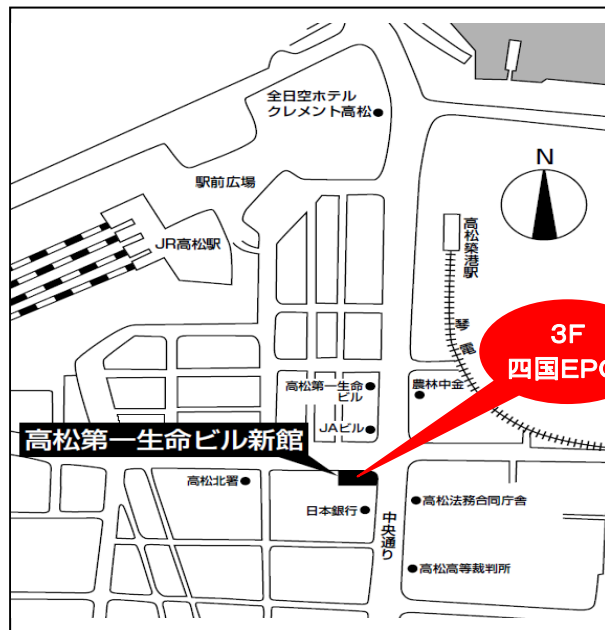 全日空ホテル
クレメント高松
駅前広場
N
JR高松駅
高松築港駅
琴電
3F
四国EPO
高松第一生命
ビル
農林中金
JAビル
高松第一生命ビル新館
高松北署
日本銀行
中央通り
高松法務合同庁舎
高松高等裁判所